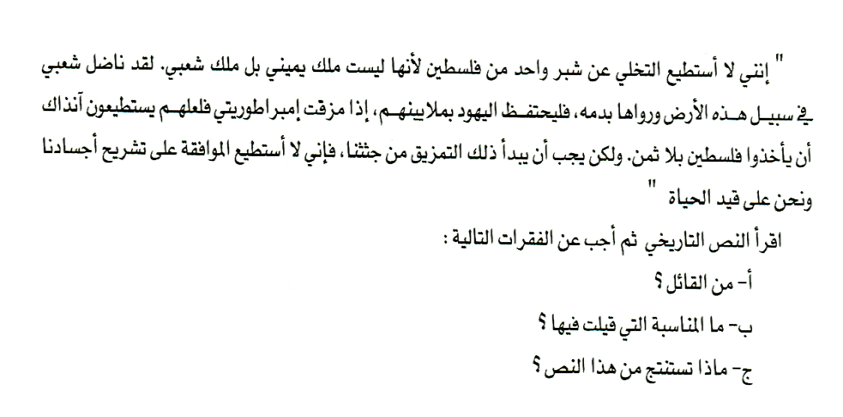 " إنني لا أستطيع التخلي عن شبر واحد من فلسطين لأنها ليست ملك يميني بل ملك شعبي. لقد ناضل شعبي
في سبيل هذه الأرض ورواها بدمه، فليحتفظ اليهود بملايينهم، إذا مزقت إمبراطوريتي فلعلهم يستطيعون آنذاك
أن يأخذوا فلسطين بلا ثمن. ولكن يجب أن يبدأ ذلك التمزيق من جثثنا، فإني لا أستطيع الموافقة على تشريح أجسادنا
ونحن على قيد الحياة "
اقرأ النص التاريخي ثم أجب عن الفقرات التالية :
أ- من القائل ؟
ب- ما المناسبة التي قيلت فيها ؟
ج- ماذا تستنتج من هذا النص ؟